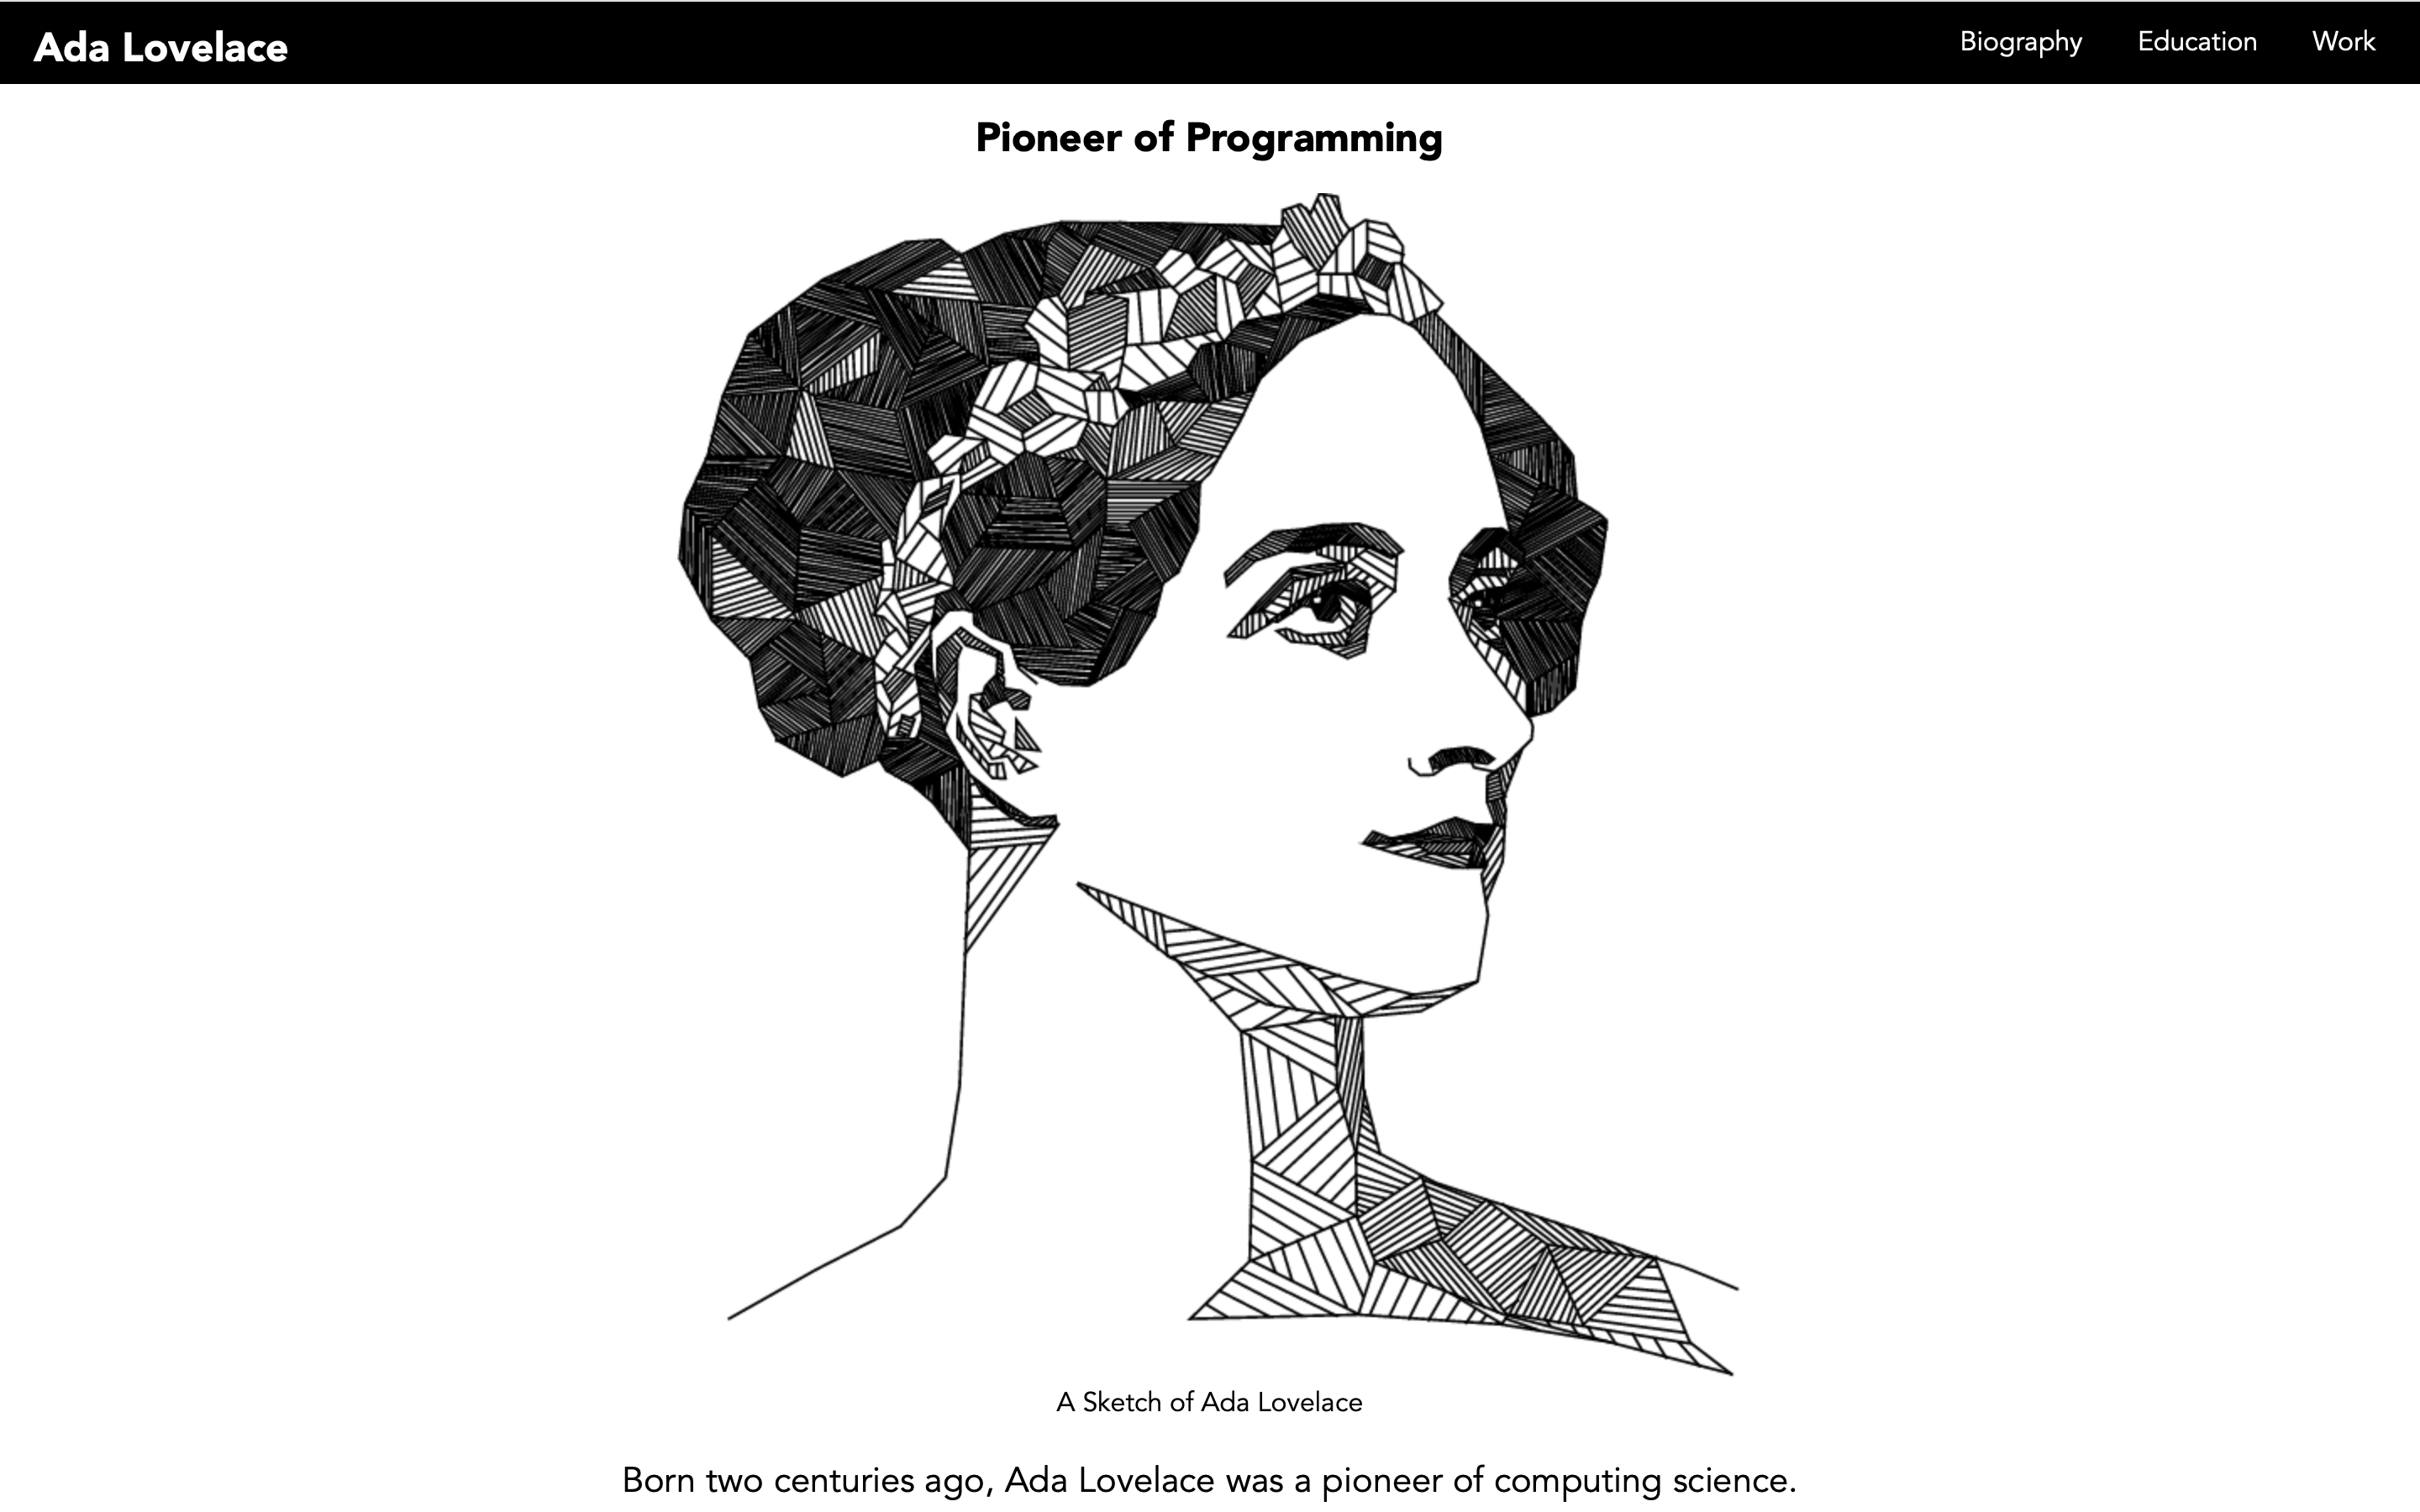 Ada Lovelace
Biography Education Work
Pioneer of Programming
A Sketch of Ada Lovelace
Born two centuries ago, Ada Lovelace was a pioneer of computing science.